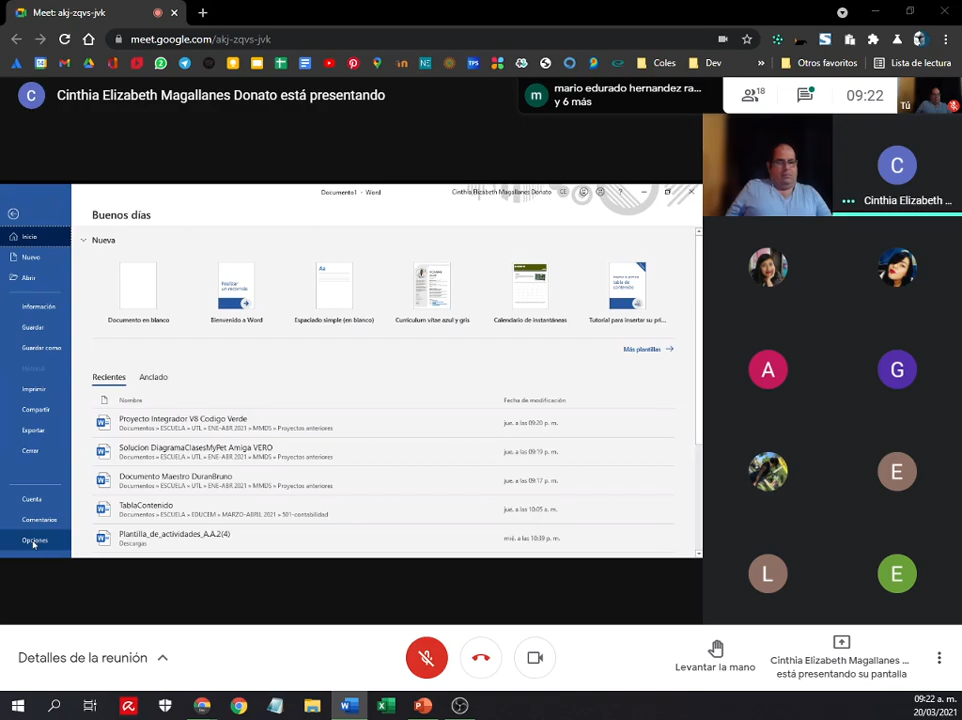 Meet: akj-zqvs-jvk
meet.google.com/akj-zqvs-jvk
Coles
Dev
»
Otros favoritos
Lista de lectura
C
Cinthia Elizabeth Magallanes Donato está presentando
m
mario edurado hernandez ra...
y 6 más
18
09:22
Tú
Documento1 - Word
Cinthia Elizabeth Magallanes Donato
Buenos días
Inicio
Nuevo
Abrir
Información
Guardar
Guardar como
Imprimir
Compartir
Exportar
Cerrar
Cuenta
Comentarios
Opciones
Nueva
Aa
Documento en blanco
Bienvenido a Word
Espaciado simple (en blanco)
Currículum vítae azul y gris
Calendario de instantáneas
Tutorial para insertar su pri...
Más plantillas
Recientes
Anclado
Nombre
Fecha de modificación
Proyecto Integrador V8 Codigo Verde
Documentos » ESCUELA » UTL » ENE-ABR 2021 » MMDS » Proyectos anteriores
jue. a las 09:20 p. m.
Solucion DiagramaClasesMyPet Amiga VERO
Documentos » ESCUELA » UTL » ENE-ABR 2021 » MMDS » Proyectos anteriores
jue. a las 09:19 p. m.
Documento Maestro DuranBruno
Documentos » ESCUELA » UTL » ENE-ABR 2021 » MMDS » Proyectos anteriores
jue. a las 09:17 p. m.
TablaContenido
Documentos » ESCUELA » EDUCEM » MARZO-ABRIL 2021 » 501-contabilidad
jue. a las 10:05 a. m.
Plantilla_de_actividades_A.A.2(4)
Descargas
mié. a las 10:39 p. m.
C
Cinthia Elizabeth ...
A
G
E
L
E
Detalles de la reunión
Levantar la mano
Cinthia Elizabeth Magallanes ...
está presentando su pantalla
09:22 a. m.
20/03/2021